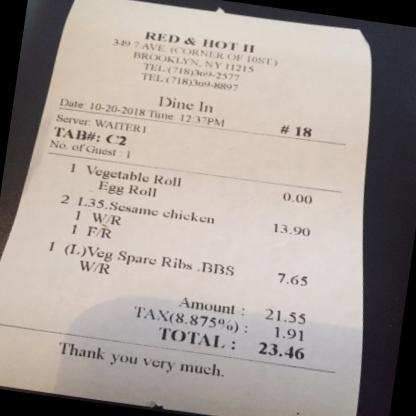 RED & HOT II
349 7 AVE. (CORNER OF 10ST.)
BROOKLYN, NY 11215
TEL:(718)369-2577
TEL:(718)369-8897
Dine In
Date: 10-20-2018 Time: 12:37PM # 18
Server: WAITER1
TAB#: C2
No. of Guest : 1
1 Vegetable Roll
Egg Roll 0.00
2 L35.Sesame chicken 13.90
1 W/R
1 F/R
1 (L)Veg Spare Ribs .BBS 7.65
W/R
Amount : 21.55
TAX(8.875%) : 1.91
TOTAL : 23.46
Thank you very much.